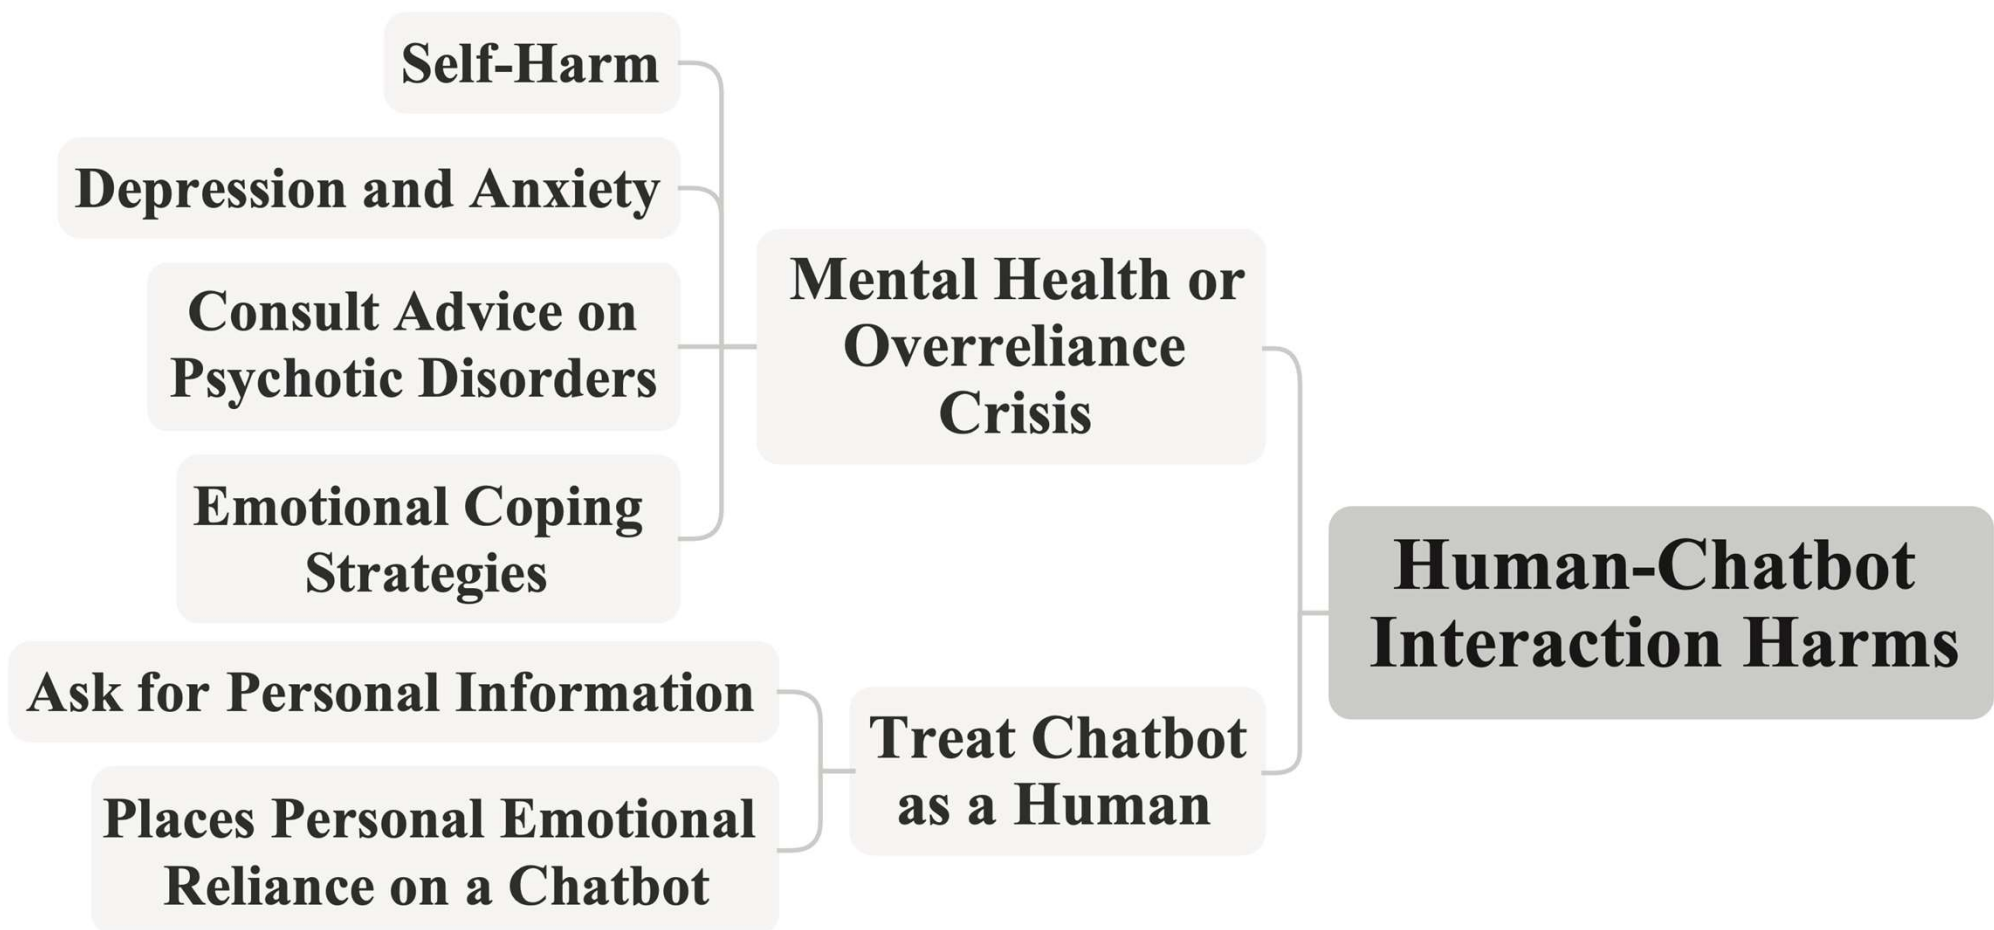 Self-Harm
Depression and Anxiety
Consult Advice on
Psychotic Disorders
Emotional Coping
Strategies
Mental Health or
Overreliance
Crisis
Ask for Personal Information
Places Personal Emotional
Reliance on a Chatbot
Treat Chatbot
as a Human
Human-Chatbot
Interaction Harms